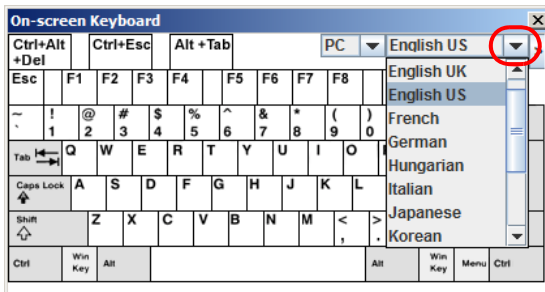 On-screen Keyboard
Ctrl+Alt +Del Ctrl+Esc Alt +Tab PC English US
English UK
English US
French
German
Hungarian
Italian
Japanese
Korean
Esc F1 F2 F3 F4 F5 F6 F7 F8
~ ! @ # $ % ^ & * ( )
` 1 2 3 4 5 6 7 8 9 0
Tab Q W E R T Y U I O
Caps Lock A S D F G H J K L
Shift Z X C V B N M < >
, .
Ctrl Win Key Alt Alt Win Key Menu Ctrl